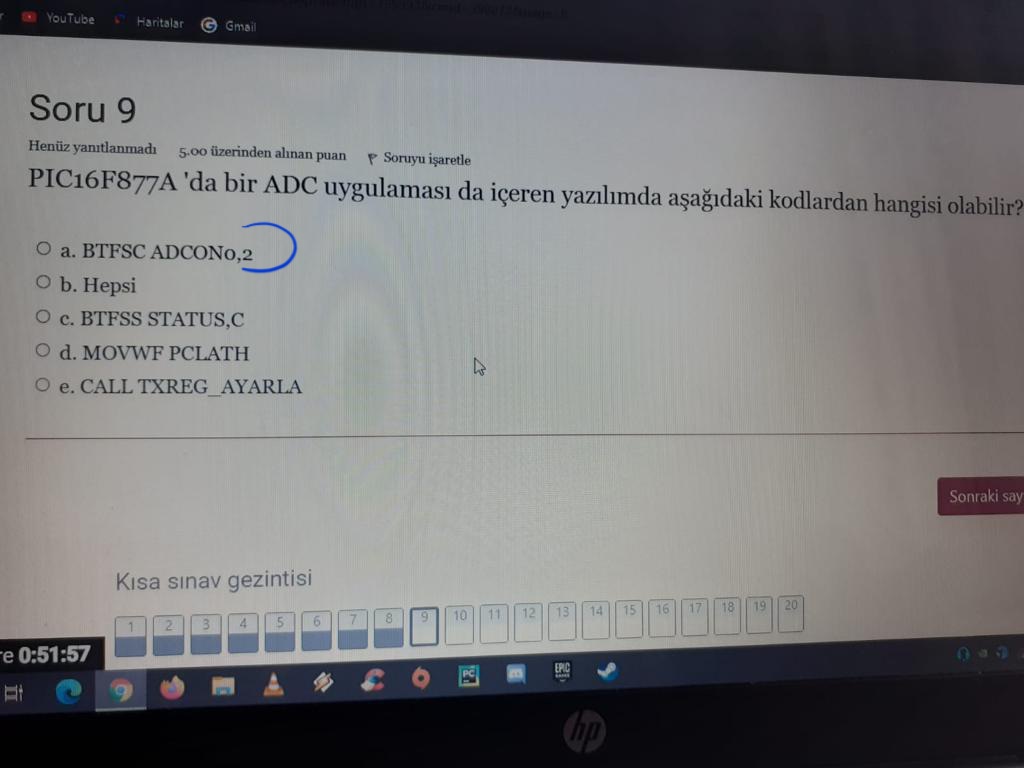 YouTube
Haritalar
Gmail
Soru 9
Henüz yanıtlanmadı 5.00 üzerinden alınan puan Soruyu işaretle
PIC16F877A 'da bir ADC uygulaması da içeren yazılımda aşağıdaki kodlardan hangisi olabilir?
a. BTFSC ADCON0,2
b. Hepsi
c. BTFSS STATUS,C
d. MOVWF PCLATH
e. CALL TXREG_AYARLA
Sonraki say
Kısa sınav gezintisi
1 2 3 4 5 6 7 8 9 10 11 12 13 14 15 16 17 18 19 20
re 0:51:57
PC
EPIC
GAMES
hp